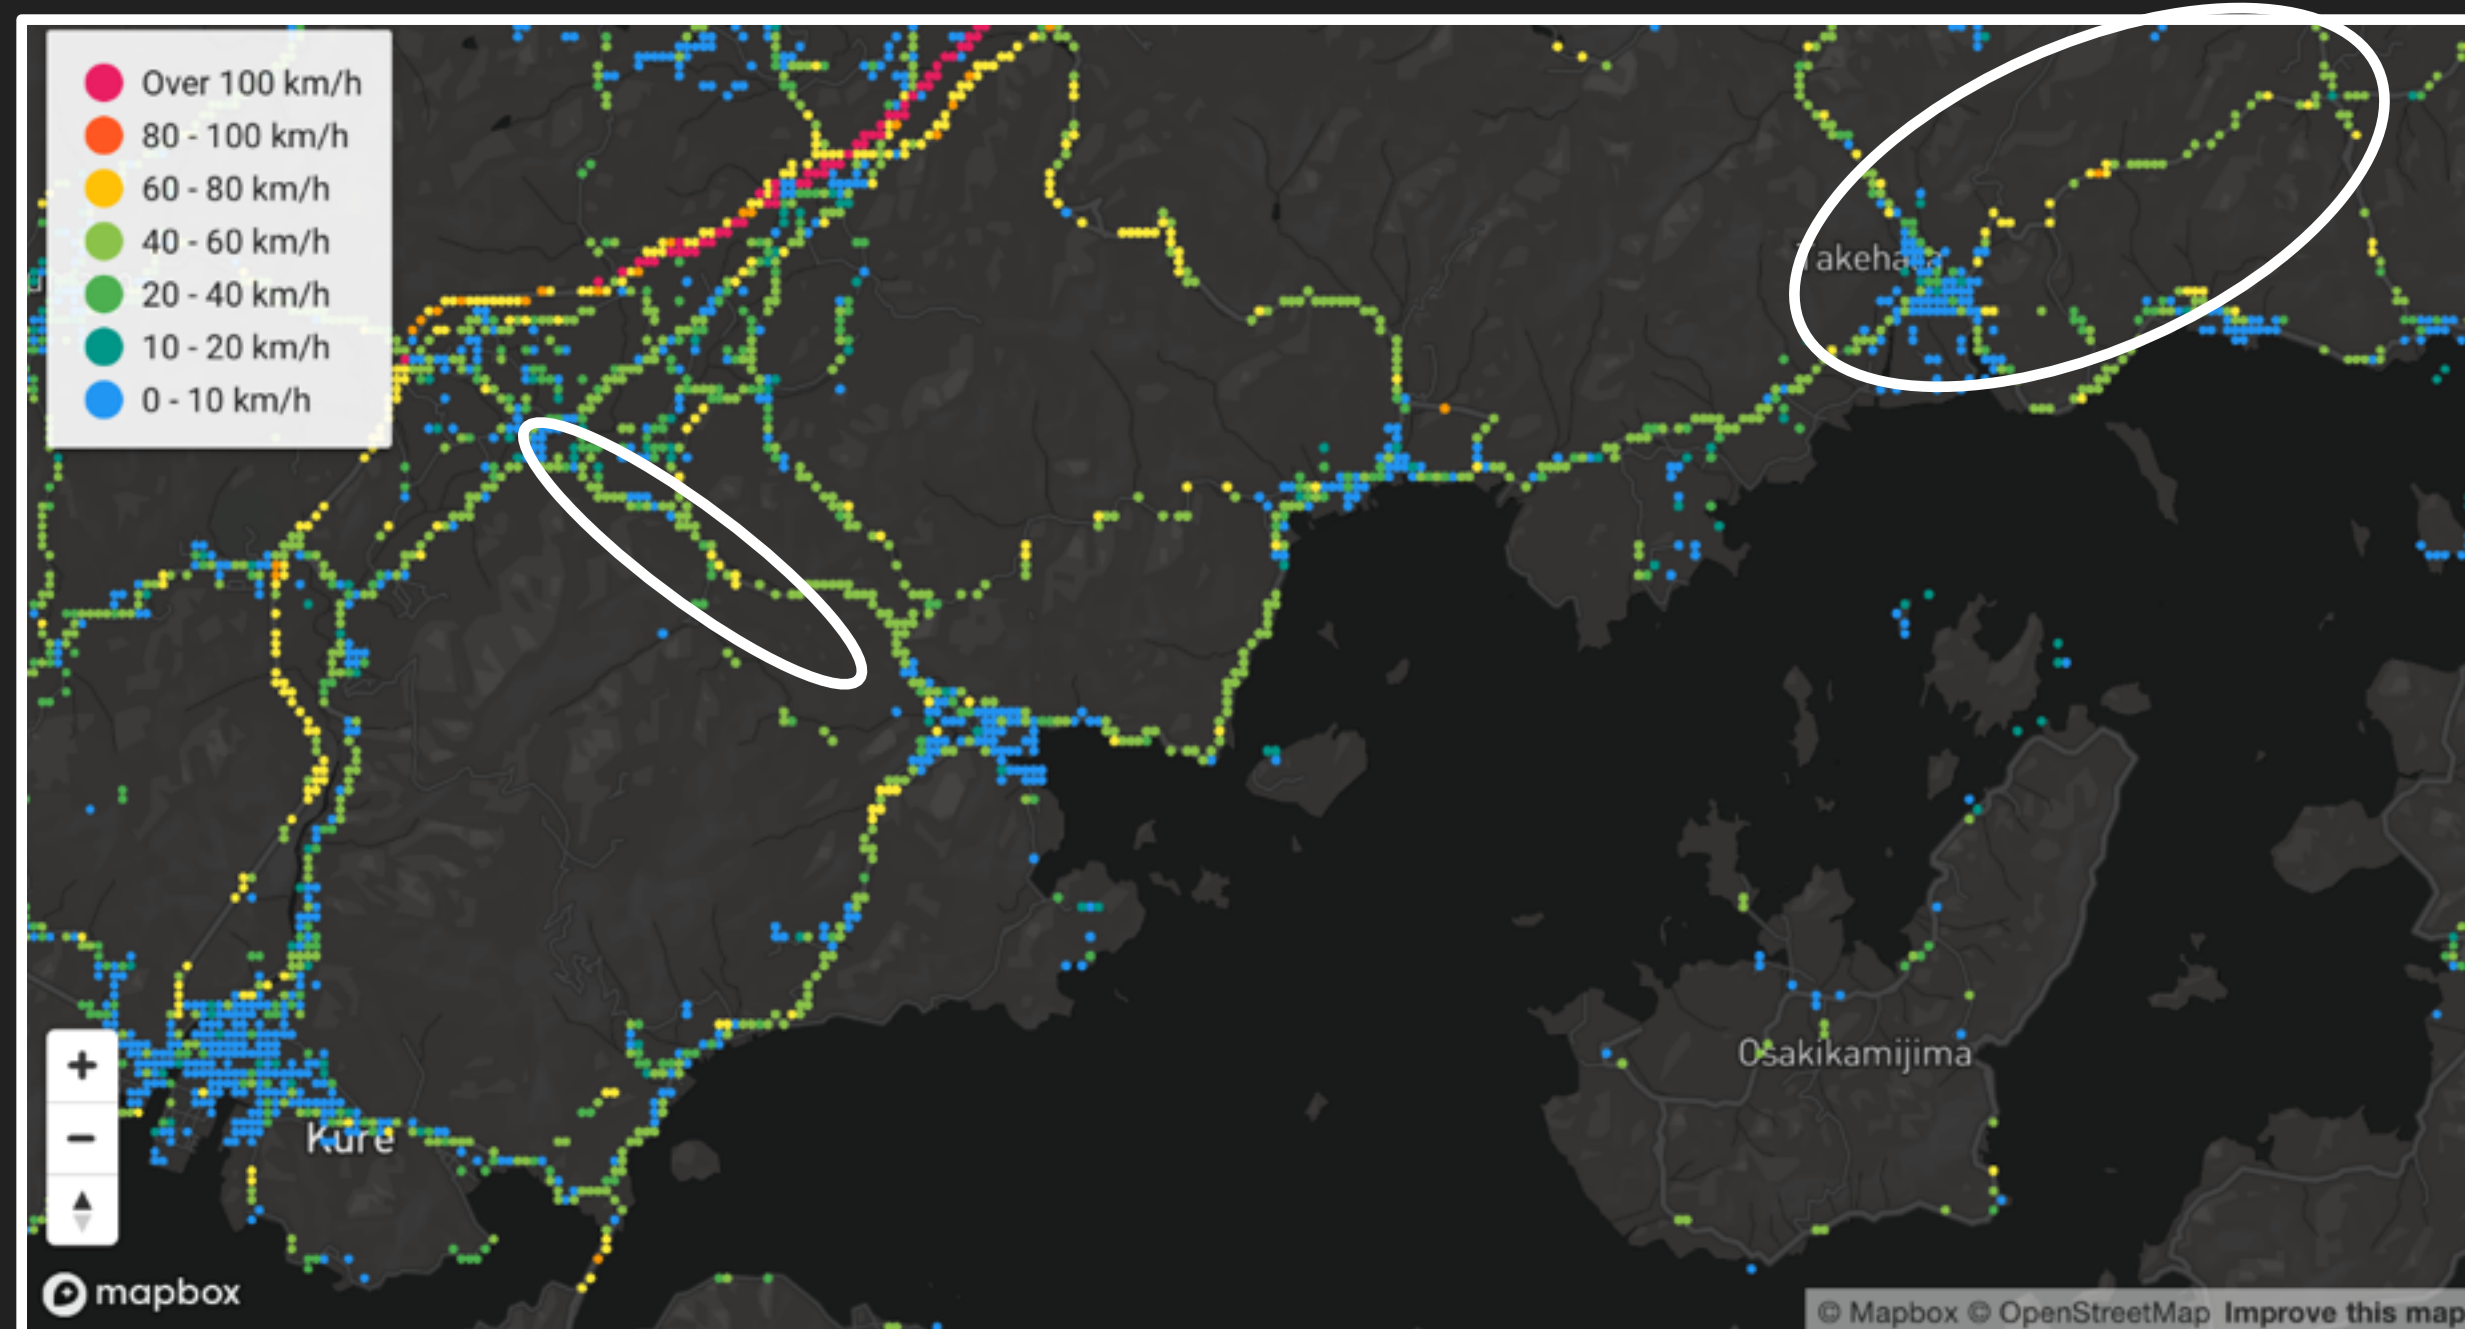 Over 100 km/h
80 - 100 km/h
60 - 80 km/h
40 - 60 km/h
20 - 40 km/h
10 - 20 km/h
0 - 10 km/h
Kure
Osakikamijima
mapbox
© Mapbox © OpenStreetMap Improve this map